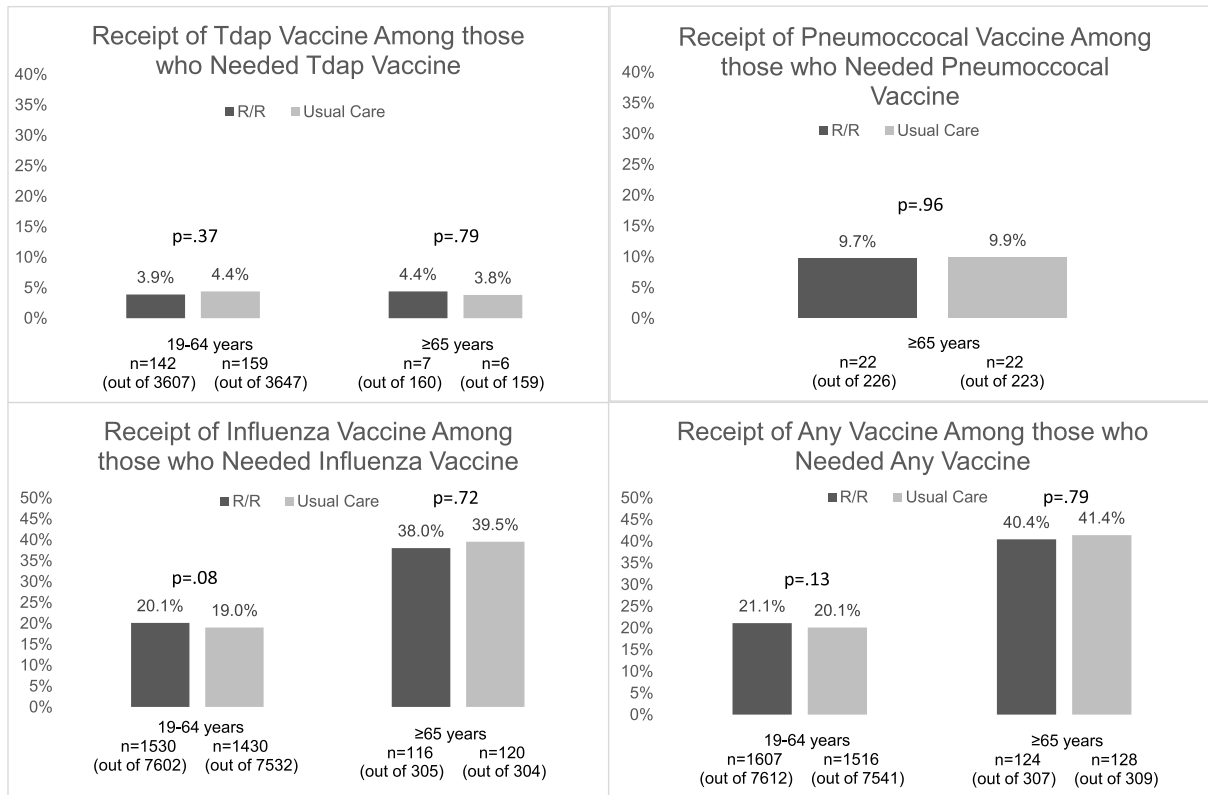 Receipt of Tdap Vaccine Among those
who Needed Tdap Vaccine
40%
35%
30%
25%
20%
15%
10%
5%
0%
R/R Usual Care
p=.37
p=.79
3.9% 4.4%
4.4% 3.8%
19-64 years
n=142 n=159
(out of 3607) (out of 3647)
≥65 years
n=7 n=6
(out of 160) (out of 159)
Receipt of Pneumoccocal Vaccine Among
those who Needed Pneumoccocal
Vaccine
40%
35%
30%
25%
20%
15%
10%
5%
0%
R/R Usual Care
p=.96
9.7% 9.9%
≥65 years
n=22 n=22
(out of 226) (out of 223)
Receipt of Influenza Vaccine Among
those who Needed Influenza Vaccine
50%
45%
40%
35%
30%
25%
20%
15%
10%
5%
0%
R/R Usual Care
p=.08
p=.72
20.1% 19.0%
38.0% 39.5%
19-64 years
n=1530 n=1430
(out of 7602) (out of 7532)
≥65 years
n=116 n=120
(out of 305) (out of 304)
Receipt of Any Vaccine Among those who
Needed Any Vaccine
50%
45%
40%
35%
30%
25%
20%
15%
10%
5%
0%
R/R Usual Care
p=.13
p=.79
21.1% 20.1%
40.4% 41.4%
19-64 years
n=1607 n=1516
(out of 7612) (out of 7541)
≥65 years
n=124 n=128
(out of 307) (out of 309)